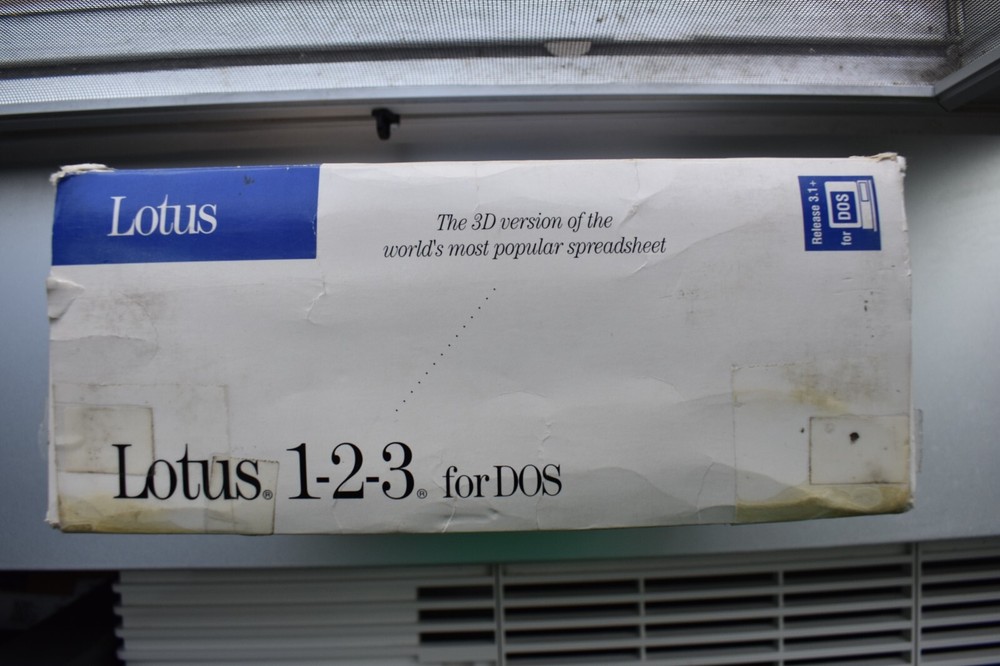 Lotus
The 3D version of the
world's most popular spreadsheet
Release 3.1+
for DOS
Lotus® 1-2-3® for DOS